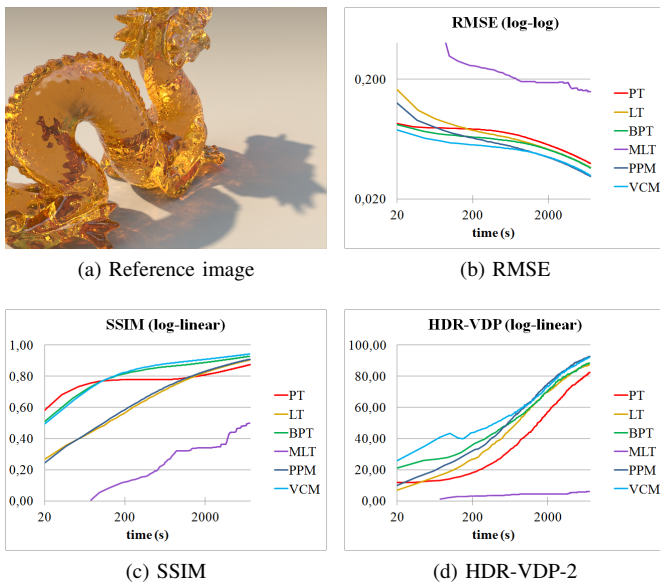 (a) Reference image
RMSE (log-log)
0,200
0,020
20
200
2000
time (s)
PT
LT
BPT
MLT
PPM
VCM
(b) RMSE
SSIM (log-linear)
1,00
0,80
0,60
0,40
0,20
0,00
20
200
2000
time (s)
PT
LT
BPT
MLT
PPM
VCM
(c) SSIM
HDR-VDP (log-linear)
100,00
80,00
60,00
40,00
20,00
0,00
20
200
2000
time (s)
PT
LT
BPT
MLT
PPM
VCM
(d) HDR-VDP-2